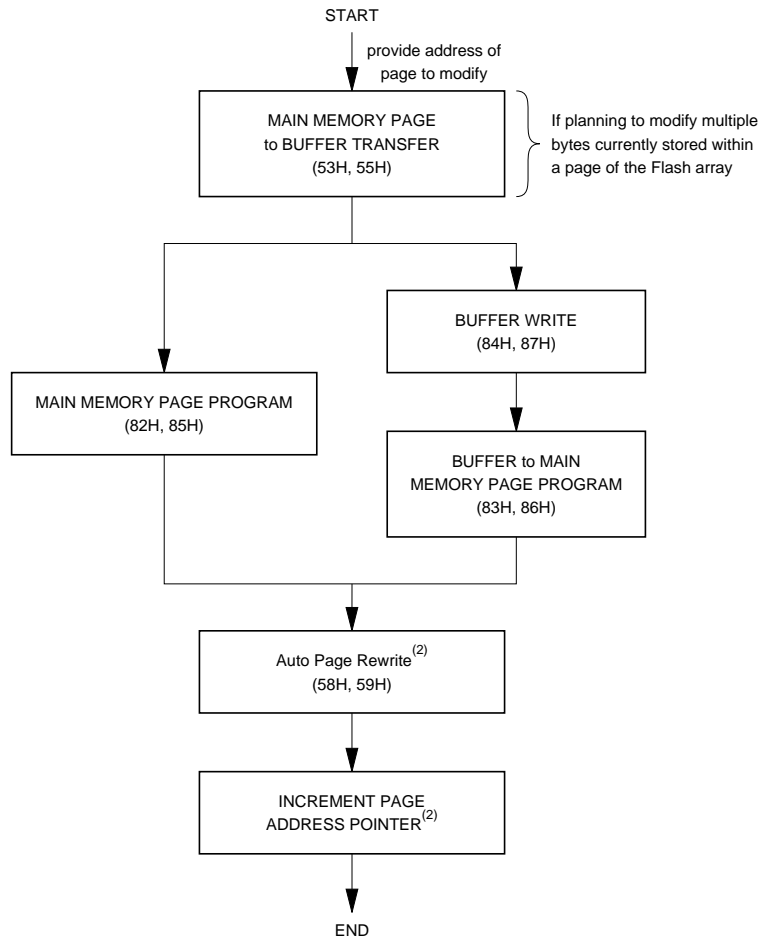 START
provide address of
page to modify
MAIN MEMORY PAGE
to BUFFER TRANSFER
(53H, 55H)
If planning to modify multiple
bytes currently stored within
a page of the Flash array
BUFFER WRITE
(84H, 87H)
MAIN MEMORY PAGE PROGRAM
(82H, 85H)
BUFFER to MAIN
MEMORY PAGE PROGRAM
(83H, 86H)
Auto Page Rewrite(2)
(58H, 59H)
INCREMENT PAGE
ADDRESS POINTER(2)
END